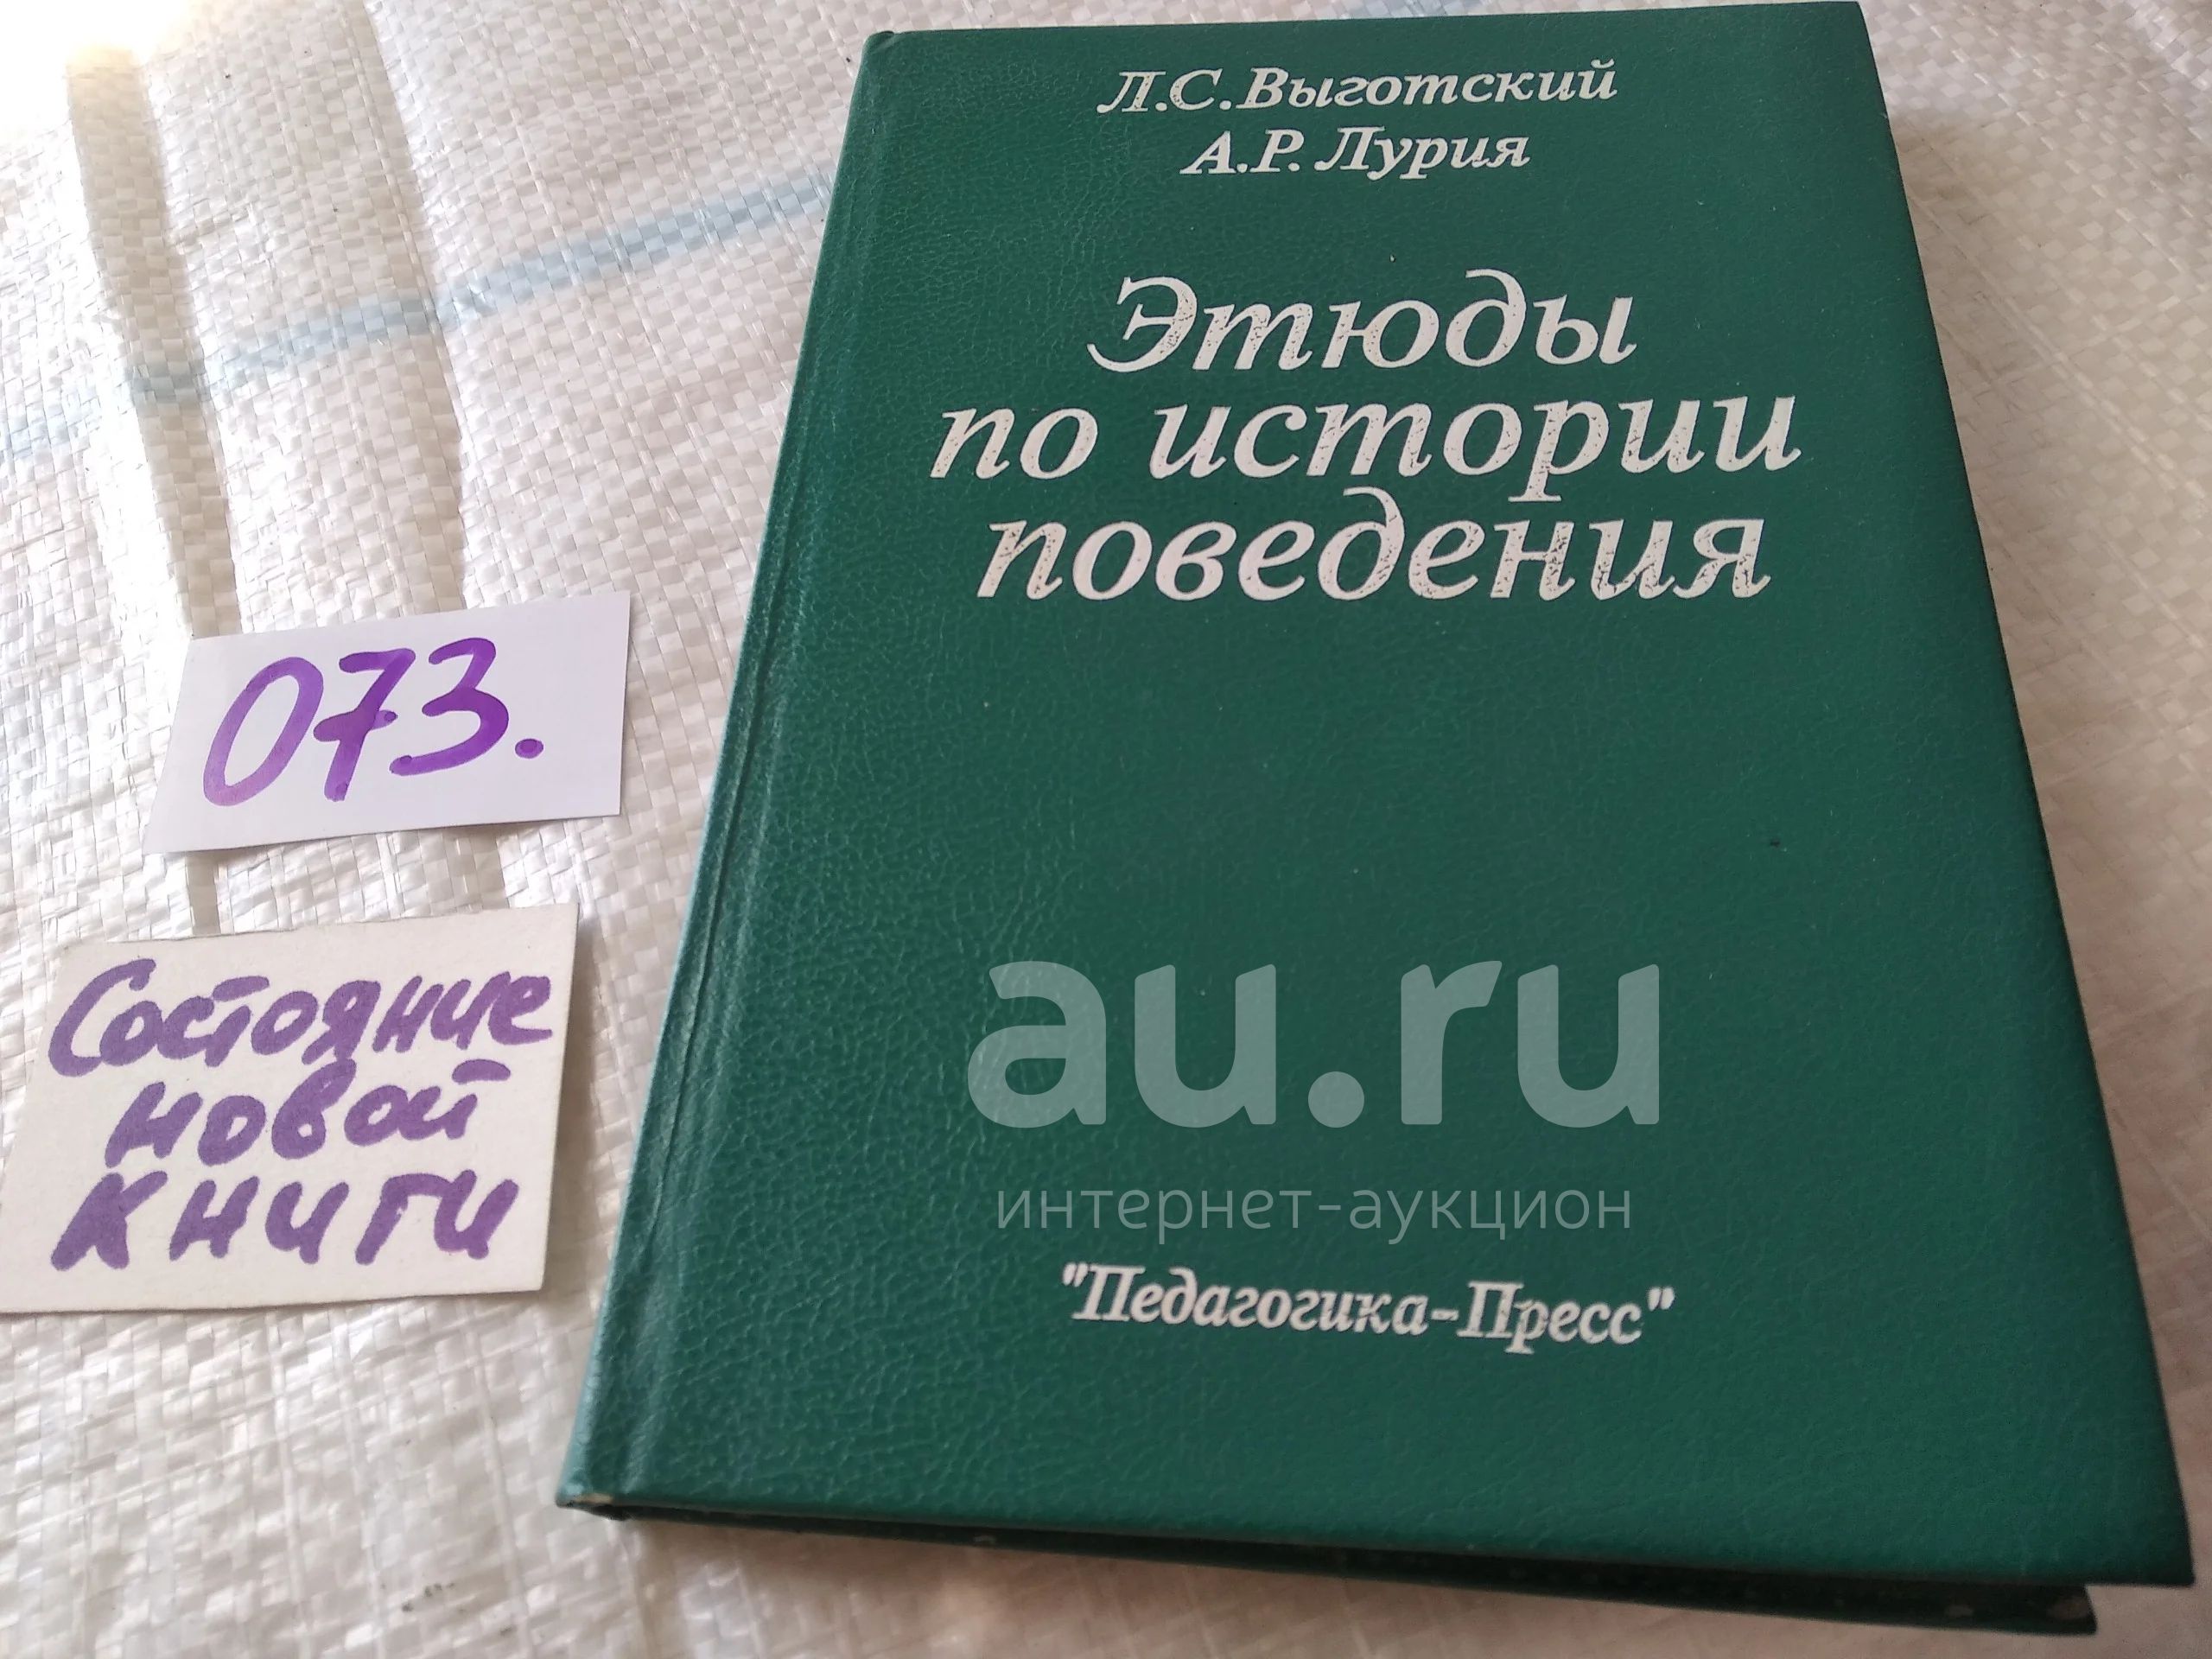 Л.С.Выготский
А.Р.Лурия
Этюды
по истории
поведения
073.
Состояние
новой
книги
au.ru
интернет-аукцион
"Педагогика-Пресс"